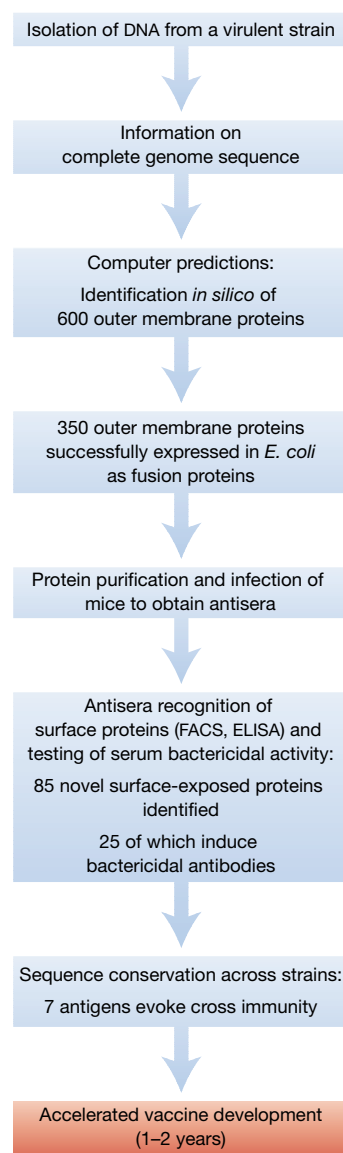 Isolation of DNA from a virulent strain
Information on
complete genome sequence
Computer predictions:
Identification in silico of
600 outer membrane proteins
350 outer membrane proteins
successfully expressed in E. coli
as fusion proteins
Protein purification and infection of
mice to obtain antisera
Antisera recognition of
surface proteins (FACS, ELISA) and
testing of serum bactericidal activity:
85 novel surface-exposed proteins
identified
25 of which induce
bactericidal antibodies
Sequence conservation across strains:
7 antigens evoke cross immunity
Accelerated vaccine development
(1–2 years)